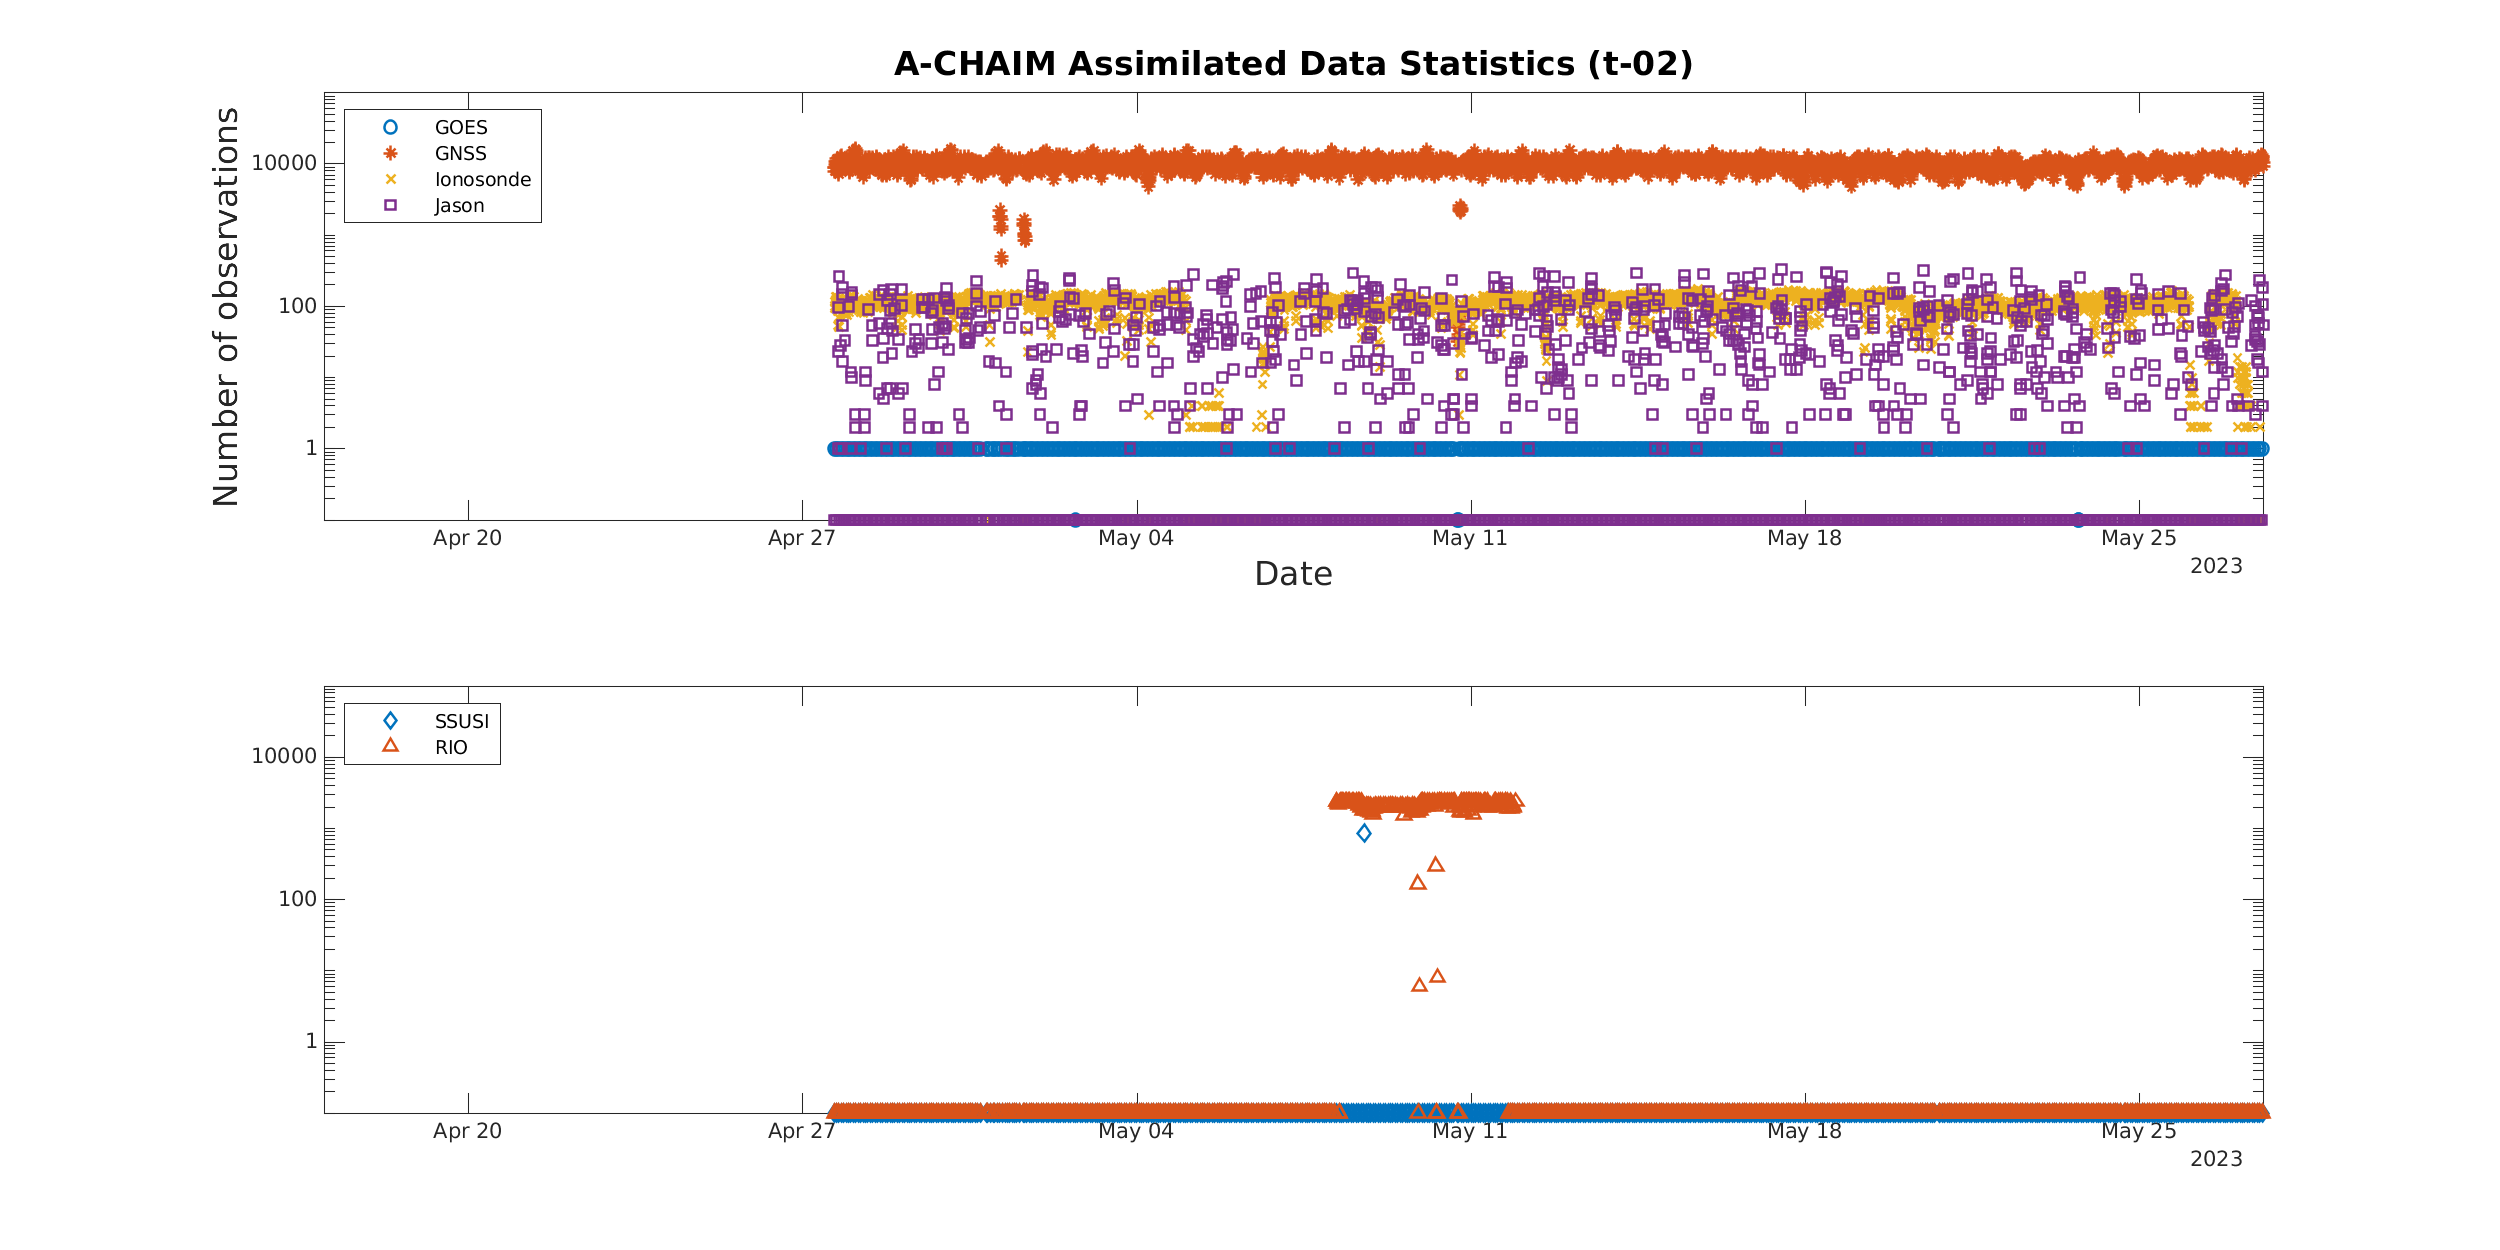 A-CHAIM Assimilated Data Statistics (t-02)
Number of observations
10000
100
1
GOES
GNSS
Ionosonde
Jason
Apr 20
Apr 27
May 04
May 11
May 18
May 25
2023
Date
10000
100
1
SSUSI
RIO
Apr 20
Apr 27
May 04
May 11
May 18
May 25
2023